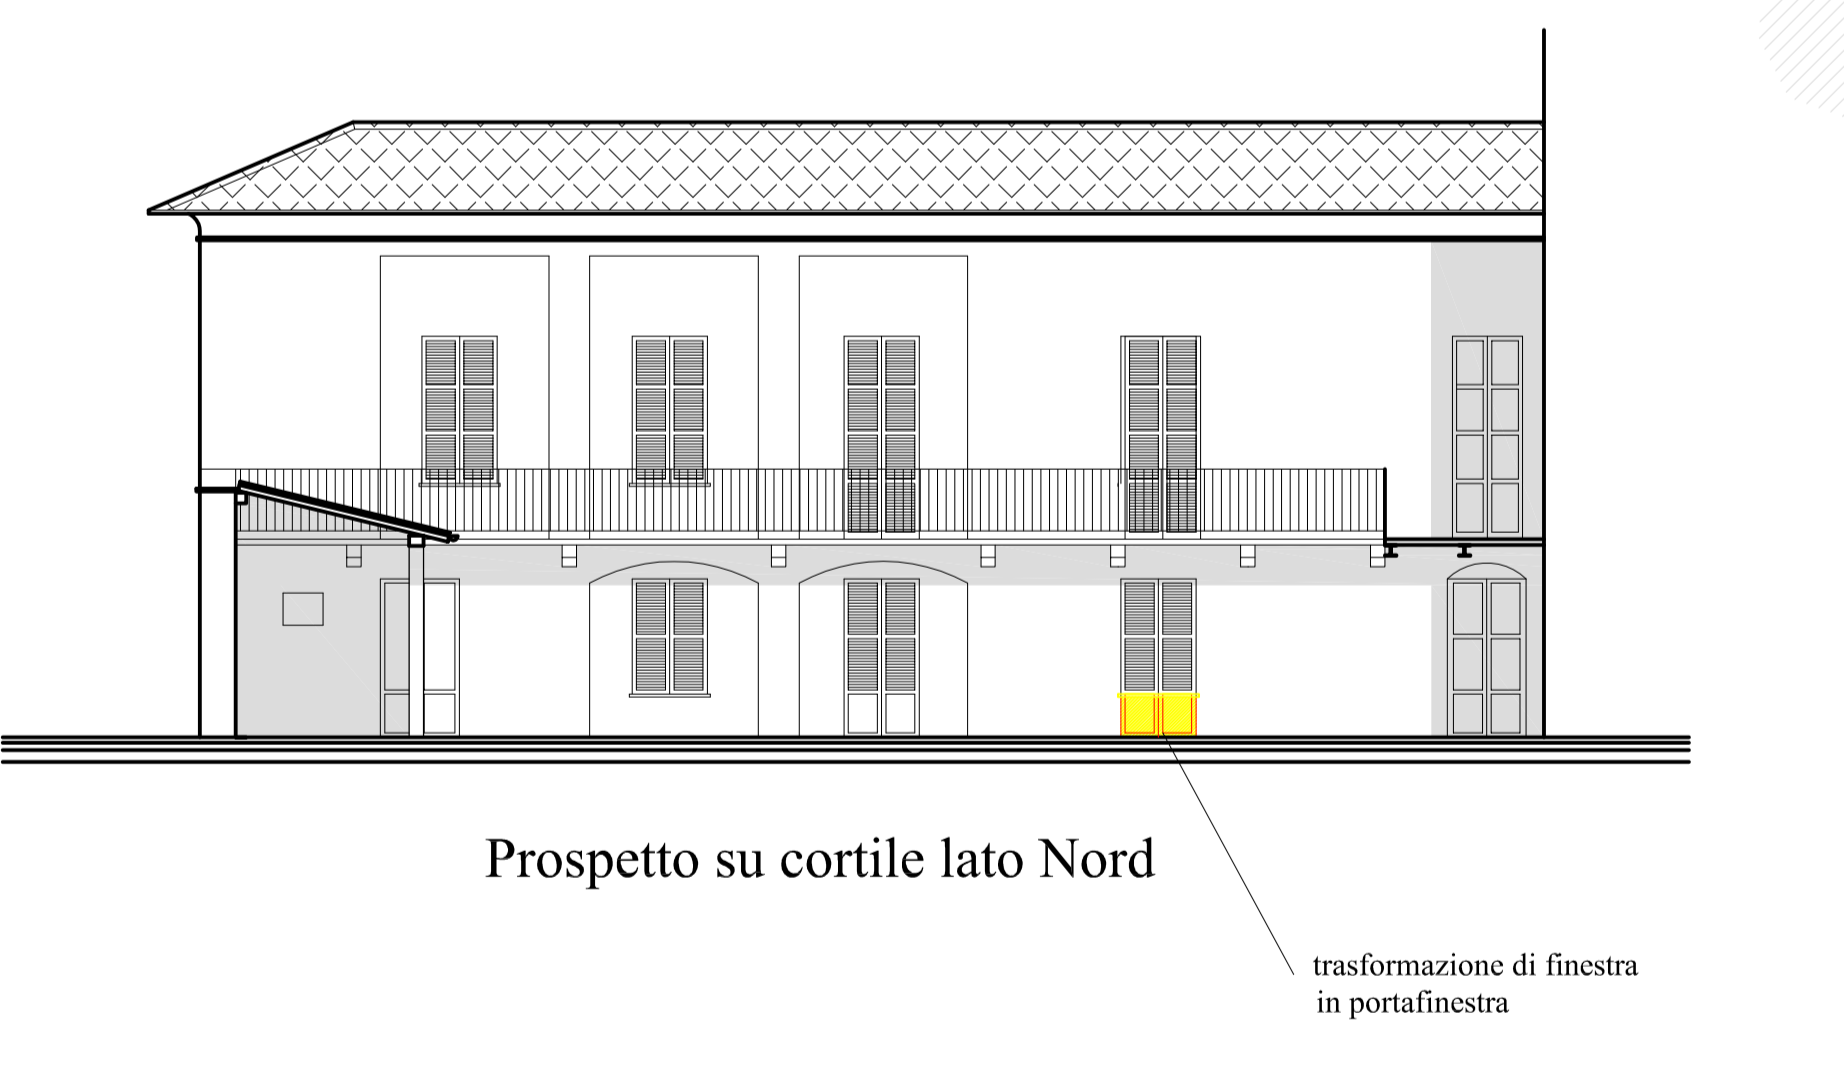 Prospetto su cortile lato Nord
trasformazione di finestra
in portafinestra